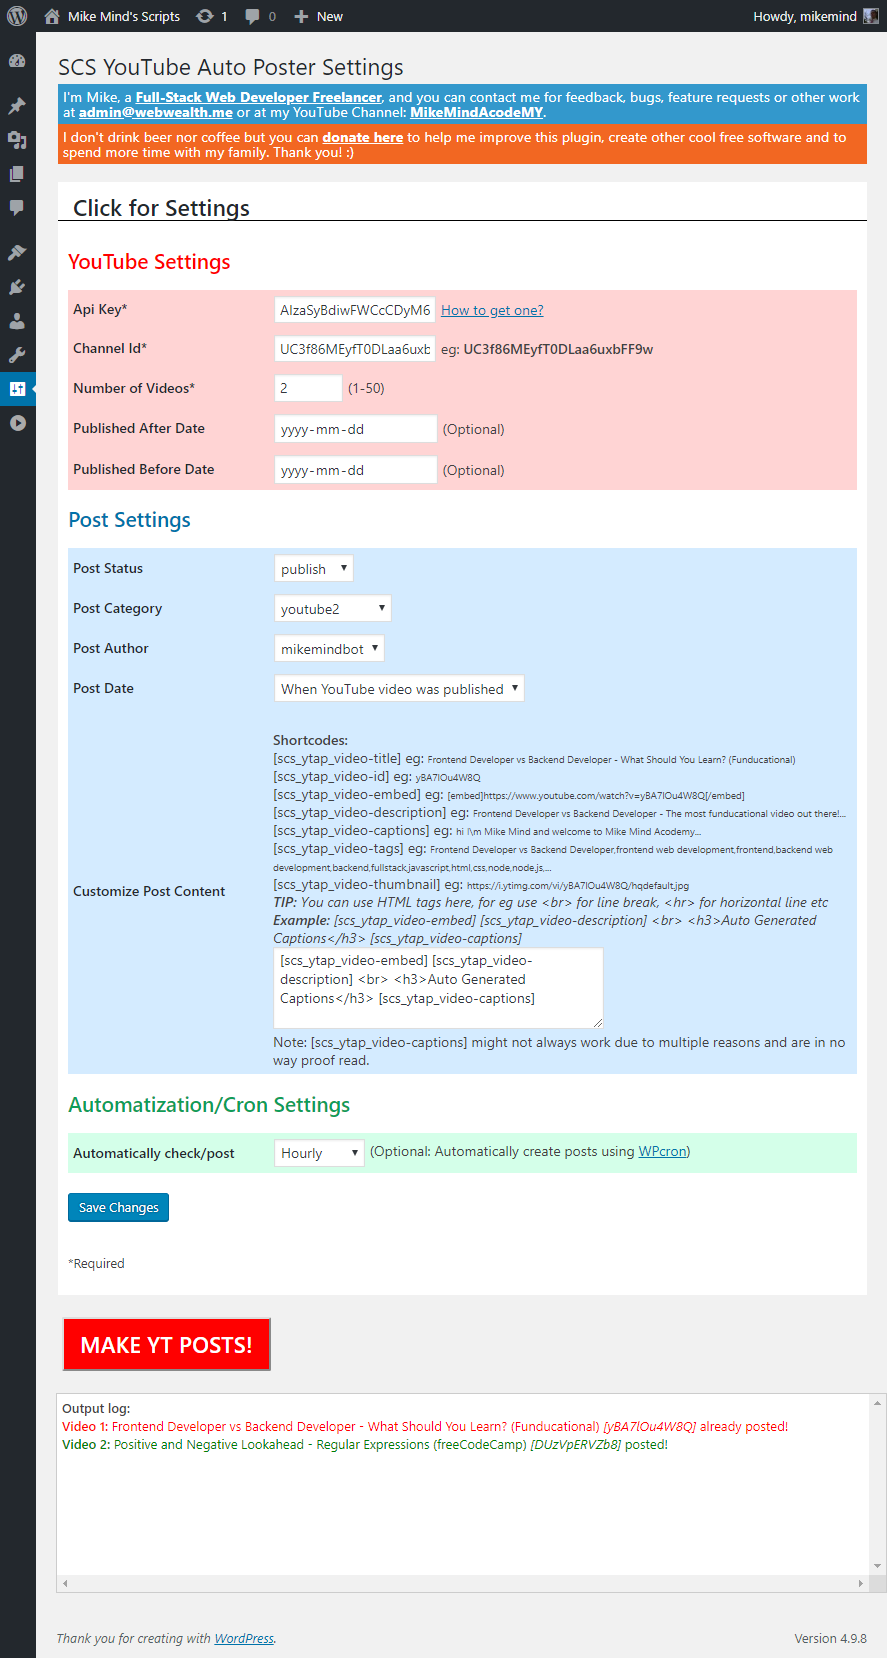 Mike Mind's Scripts 1 0 New Howdy, mikemind
SCS YouTube Auto Poster Settings
I'm Mike, a Full-Stack Web Developer Freelancer, and you can contact me for feedback, bugs, feature requests or other work
at admin@webwealth.me or at my YouTube Channel: MikeMindAcodeMY.
I don't drink beer nor coffee but you can donate here to help me improve this plugin, create other cool free software and to
spend more time with my family. Thank you! :)
Click for Settings
YouTube Settings
Api Key* AIzaSyBdiwFWCcCDyM6 How to get one?
Channel Id* UC3f86MEyfT0DLaa6uxb eg: UC3f86MEyfT0DLaa6uxbFF9w
Number of Videos* 2 (1-50)
Published After Date yyyy-mm-dd (Optional)
Published Before Date yyyy-mm-dd (Optional)
Post Settings
Post Status publish
Post Category youtube2
Post Author mikemindbot
Post Date When YouTube video was published
Shortcodes:
[scs_ytap_video-title] eg: Frontend Developer vs Backend Developer - What Should You Learn? (Funducational)
[scs_ytap_video-id] eg: yBA7lOu4W8Q
[scs_ytap_video-embed] eg: [embed]https://www.youtube.com/watch?v=yBA7lOu4W8Q[/embed]
[scs_ytap_video-description] eg: Frontend Developer vs Backend Developer - The most funducational video out there!...
[scs_ytap_video-captions] eg: hi I\m Mike Mind and welcome to Mike Mind Acodemy...
[scs_ytap_video-tags] eg: Frontend Developer vs Backend Developer,frontend web development,frontend,backend web
development,backend,fullstack,javascript,html,css,node,node.js,...
[scs_ytap_video-thumbnail] eg: https://i.ytimg.com/vi/yBA7lOu4W8Q/hqdefault.jpg
Customize Post Content
TIP: You can use HTML tags here, for eg use <br> for line break, <hr> for horizontal line etc
Example: [scs_ytap_video-embed] [scs_ytap_video-description] <br> <h3>Auto Generated
Captions</h3> [scs_ytap_video-captions]
[scs_ytap_video-embed] [scs_ytap_video-
description] <br> <h3>Auto Generated
Captions</h3> [scs_ytap_video-captions]
Note: [scs_ytap_video-captions] might not always work due to multiple reasons and are in no
way proof read.
Automatization/Cron Settings
Automatically check/post Hourly (Optional: Automatically create posts using WPcron)
Save Changes
*Required
MAKE YT POSTS!
Output log:
Video 1: Frontend Developer vs Backend Developer - What Should You Learn? (Funducational) [yBA7lOu4W8Q] already posted!
Video 2: Positive and Negative Lookahead - Regular Expressions (freeCodeCamp) [DUzVpERVZb8] posted!
Thank you for creating with WordPress. Version 4.9.8